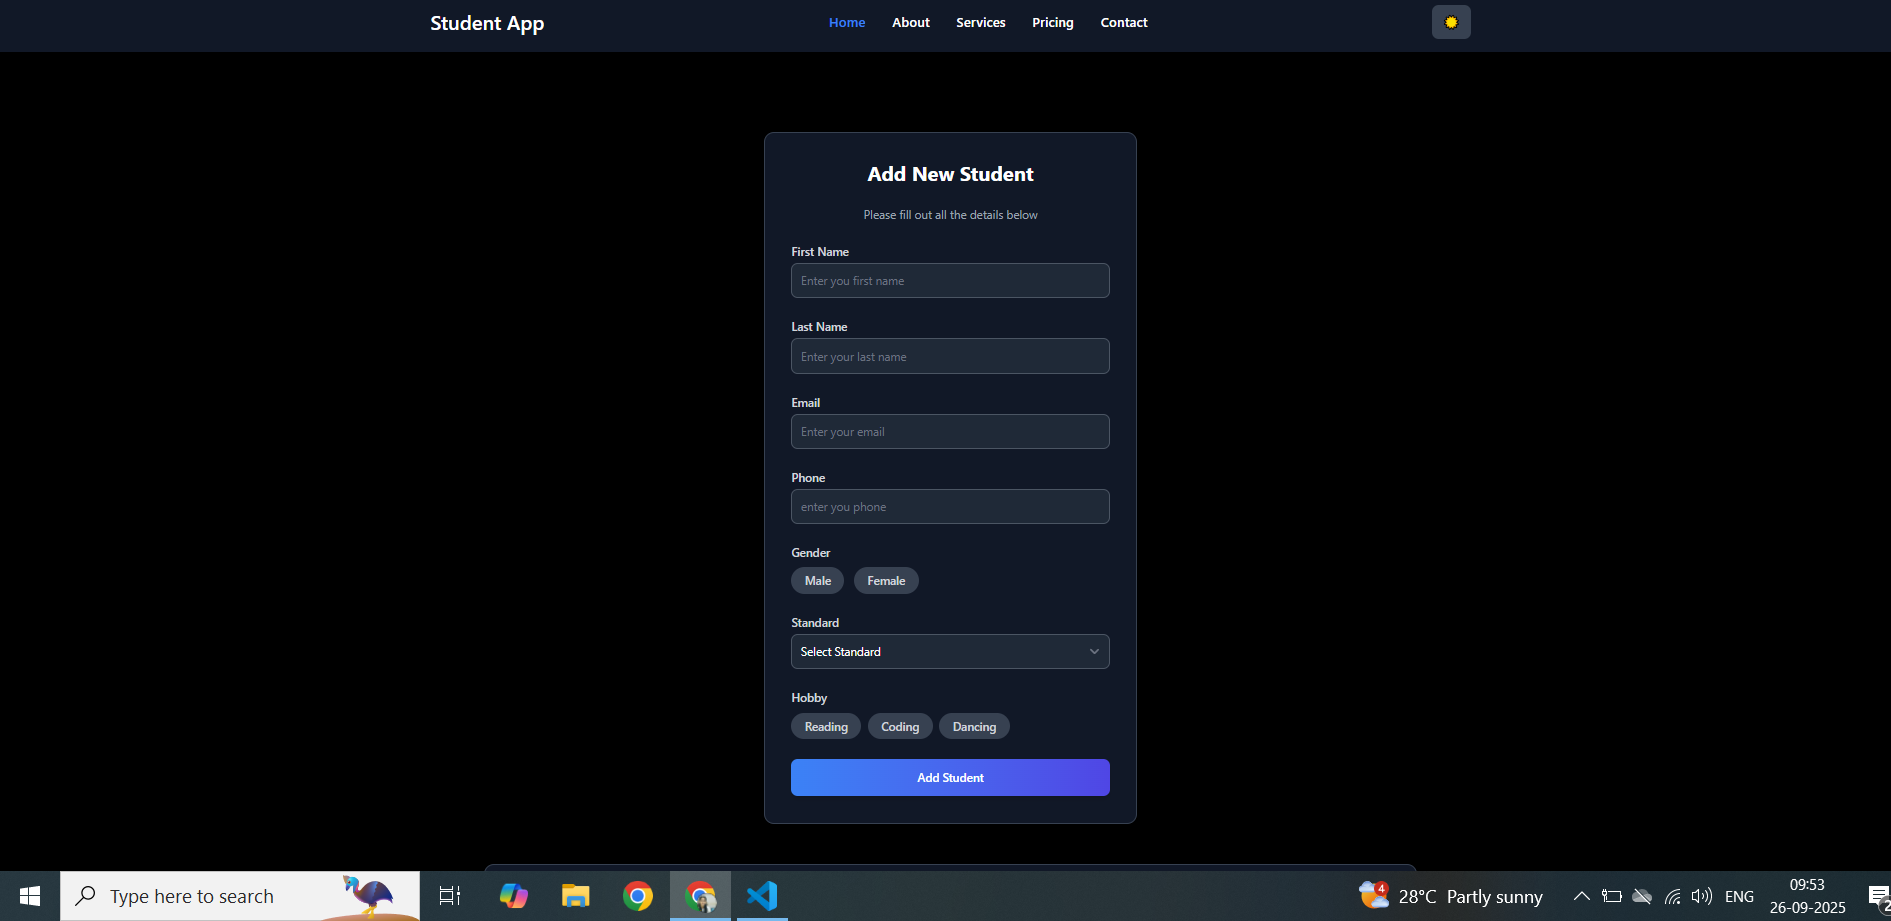 Student App
Home About Services Pricing Contact
Add New Student
Please fill out all the details below
First Name
Enter you first name
Last Name
Enter your last name
Email
Enter your email
Phone
enter you phone
Gender
Male Female
Standard
Select Standard
Hobby
Reading Coding Dancing
Add Student
Type here to search
4
28°C Partly sunny
ENG
09:53
26-09-2025
2